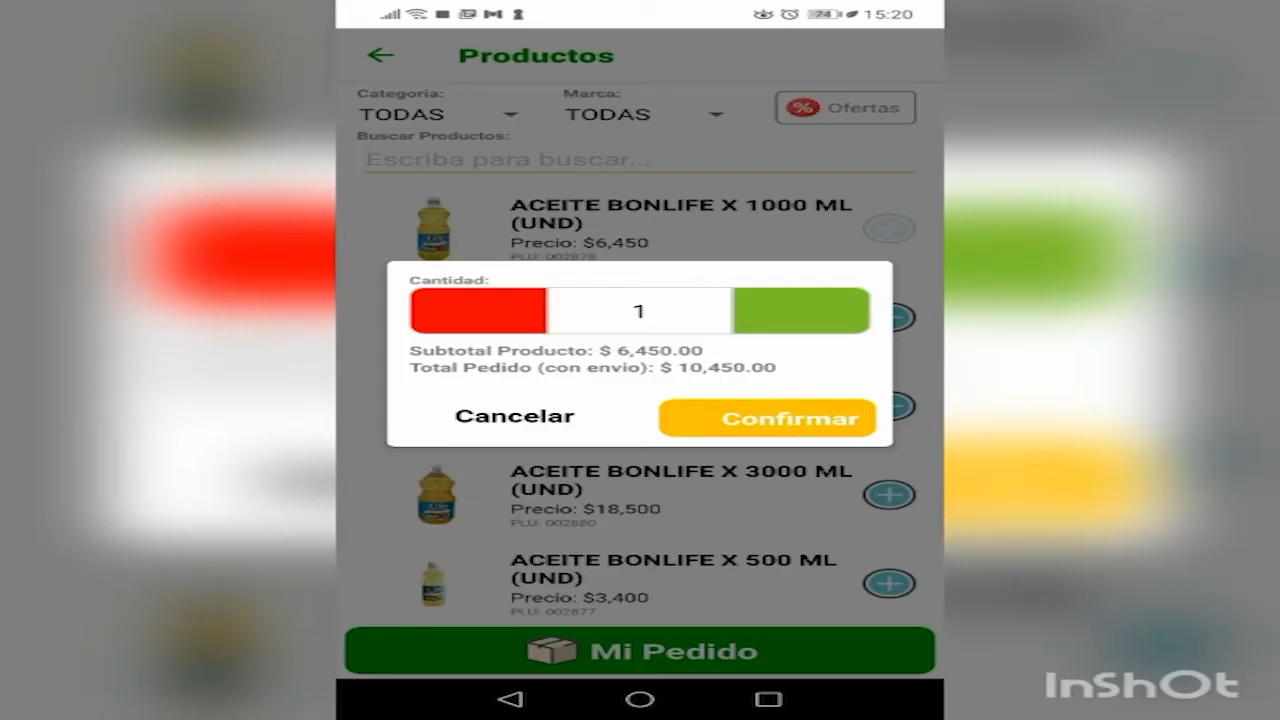 24 15:20
Productos
Categoria: Marca:
TODAS TODAS % Ofertas
Buscar Productos:
Escriba para buscar...
ACEITE BONLIFE X 1000 ML
(UND)
Precio: $6,450
PLU: 002878
Cantidad:
1
Subtotal Producto: $ 6,450.00
Total Pedido (con envio): $ 10,450.00
Cancelar Confirmar
ACEITE BONLIFE X 3000 ML
(UND)
Precio: $18,500
PLU: 002880
ACEITE BONLIFE X 500 ML
(UND)
Precio: $3,400
PLU: 002877
Mi Pedido
InShOt